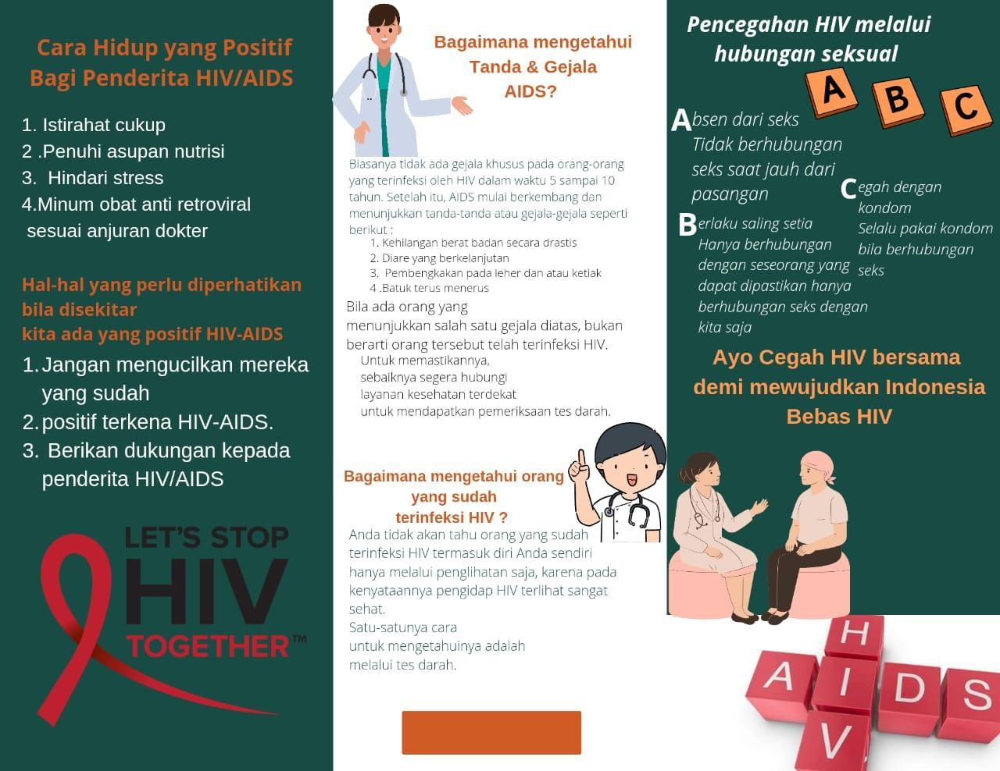 Cara Hidup yang Positif
Bagi Penderita HIV/AIDS
1. Istirahat cukup
2 .Penuhi asupan nutrisi
3.  Hindari stress
4.Minum obat anti retroviral
sesuai anjuran dokter
Hal-hal yang perlu diperhatikan
bila disekitar
kita ada yang positif HIV-AIDS
1. Jangan mengucilkan mereka
yang sudah
2. positif terkena HIV-AIDS.
3.  Berikan dukungan kepada
penderita HIV/AIDS
LET'S STOP
HIV
TOGETHER™
Bagaimana mengetahui
Tanda & Gejala
AIDS?
Biasanya tidak ada gejala khusus pada orang-orang
yang terinfeksi oleh HIV dalam waktu 5 sampai 10
tahun. Setelah itu, AIDS mulai berkembang dan
menunjukkan tanda-tanda atau gejala-gejala seperti
berikut :
1. Kehilangan berat badan secara drastis
2. Diare yang berkelanjutan
3.  Pembengkakan pada leher dan atau ketiak
4 .Batuk terus menerus
Bila ada orang yang
menunjukkan salah satu gejala diatas, bukan
berarti orang tersebut telah terinfeksi HIV.
Untuk memastikannya,
sebaiknya segera hubungi
layanan kesehatan terdekat
untuk mendapatkan pemeriksaan tes darah.
Bagaimana mengetahui orang
yang sudah
terinfeksi HIV ?
Anda tidak akan tahu orang yang sudah
terinfeksi HIV termasuk diri Anda sendiri
hanya melalui penglihatan saja, karena pada
kenyataannya pengidap HIV terlihat sangat
sehat.
Satu-satunya cara
untuk mengetahuinya adalah
melalui tes darah.
Pencegahan HIV melalui
hubungan seksual
A B C
Absen dari seks
Tidak berhubungan
seks saat jauh dari
pasangan
Berlaku saling setia
Hanya berhubungan
dengan seseorang yang
dapat dipastikan hanya
berhubungan seks dengan
kita saja
Cegah dengan
kondom
Selalu pakai kondom
bila berhubungan
seks
Ayo Cegah HIV bersama
demi mewujudkan Indonesia
Bebas HIV
H
A I D S
V